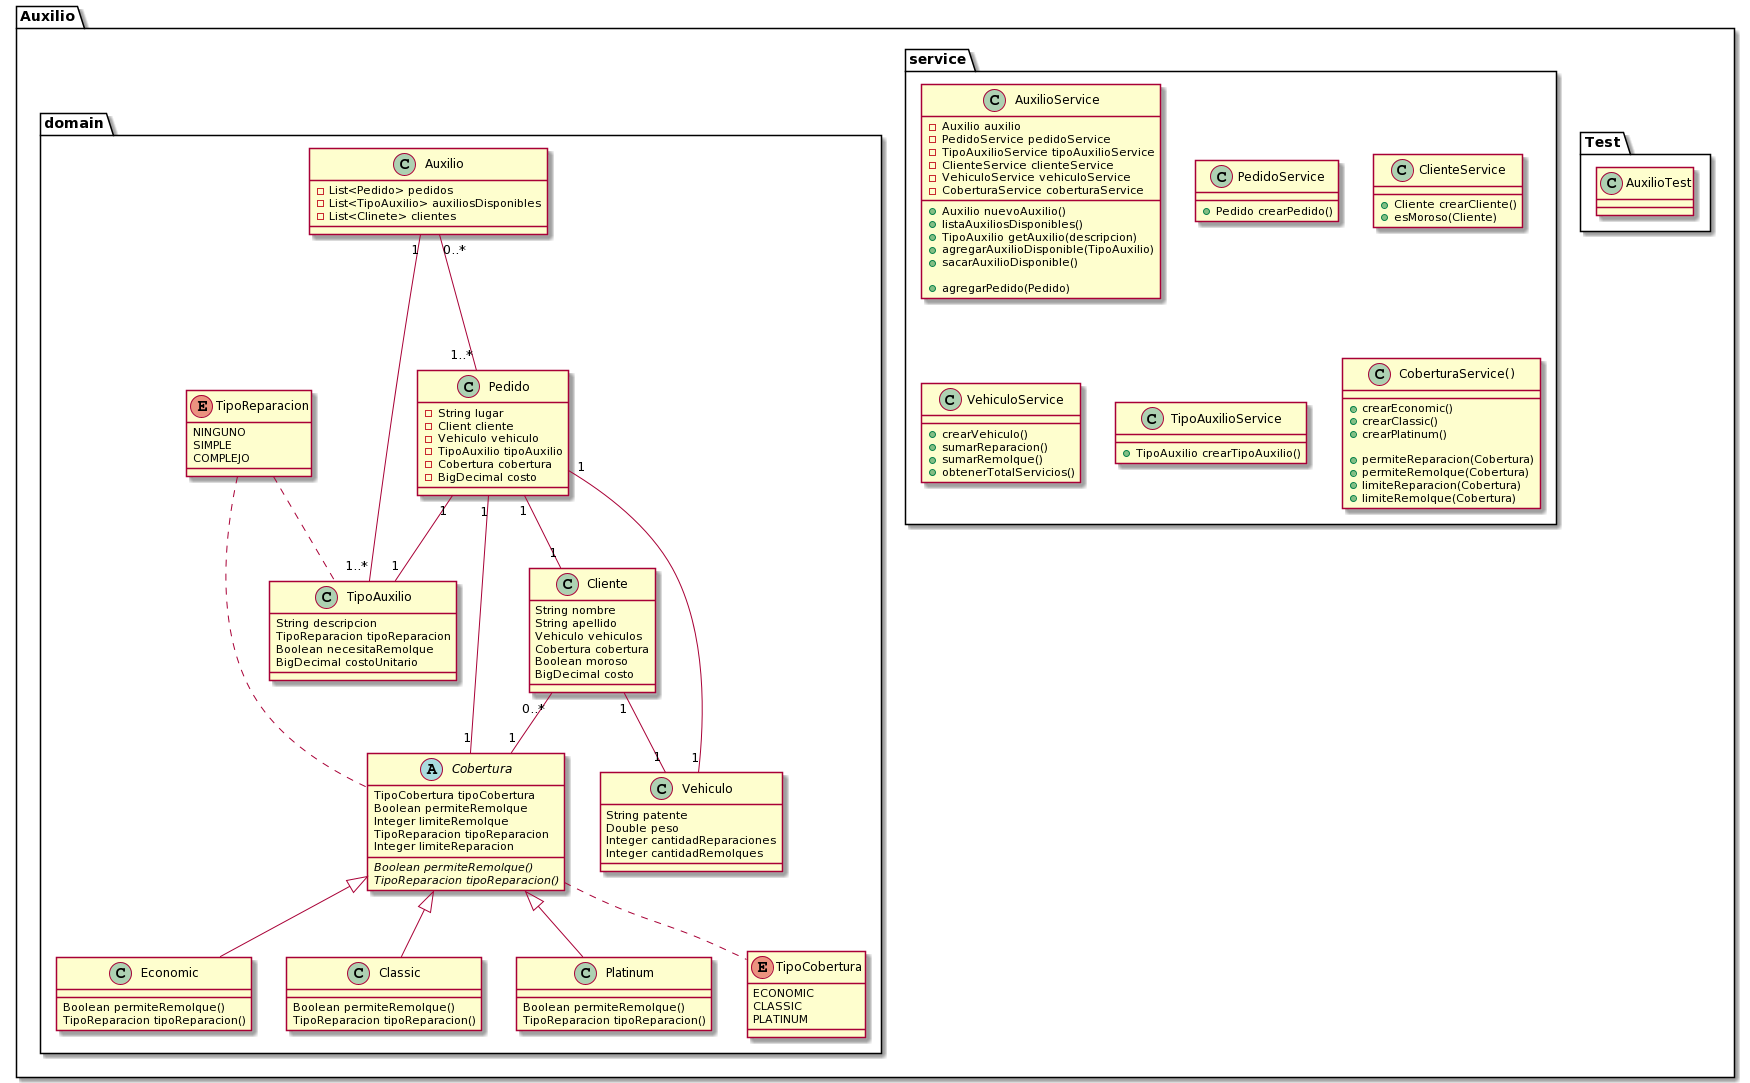 Auxilio
domain
Auxilio
List<Pedido> pedidos
List<TipoAuxilio> auxiliosDisponibles
List<Clinete> clientes
1
0..*
1..*
Pedido
String lugar
Client cliente
Vehiculo vehiculo
TipoAuxilio tipoAuxilio
Cobertura cobertura
BigDecimal costo
1
1
1
1
TipoReparacion
NINGUNO
SIMPLE
COMPLEJO
1..*
1
1
TipoAuxilio
String descripcion
TipoReparacion tipoReparacion
Boolean necesitaRemolque
BigDecimal costoUnitario
Cliente
String nombre
String apellido
Vehiculo vehiculos
Cobertura cobertura
Boolean moroso
BigDecimal costo
0..*
1
1
1
1
1
Cobertura
TipoCobertura tipoCobertura
Boolean permiteRemolque
Integer limiteRemolque
TipoReparacion tipoReparacion
Integer limiteReparacion
Boolean permiteRemolque()
TipoReparacion tipoReparacion()
Vehiculo
String patente
Double peso
Integer cantidadReparaciones
Integer cantidadRemolques
Economic
Boolean permiteRemolque()
TipoReparacion tipoReparacion()
Classic
Boolean permiteRemolque()
TipoReparacion tipoReparacion()
Platinum
Boolean permiteRemolque()
TipoReparacion tipoReparacion()
TipoCobertura
ECONOMIC
CLASSIC
PLATINUM
service
AuxilioService
Auxilio auxilio
PedidoService pedidoService
TipoAuxilioService tipoAuxilioService
ClienteService clienteService
VehiculoService vehiculoService
CoberturaService coberturaService
Auxilio nuevoAuxilio()
listaAuxiliosDisponibles()
TipoAuxilio getAuxilio(descripcion)
agregarAuxilioDisponible(TipoAuxilio)
sacarAuxilioDisponible()
agregarPedido(Pedido)
PedidoService
Pedido crearPedido()
ClienteService
Cliente crearCliente()
esMoroso(Cliente)
VehiculoService
crearVehiculo()
sumarReparacion()
sumarRemolque()
obtenerTotalServicios()
TipoAuxilioService
TipoAuxilio crearTipoAuxilio()
CoberturaService()
crearEconomic()
crearClassic()
crearPlatinum()
permiteReparacion(Cobertura)
permiteRemolque(Cobertura)
limiteReparacion(Cobertura)
limiteRemolque(Cobertura)
Test
AuxilioTest